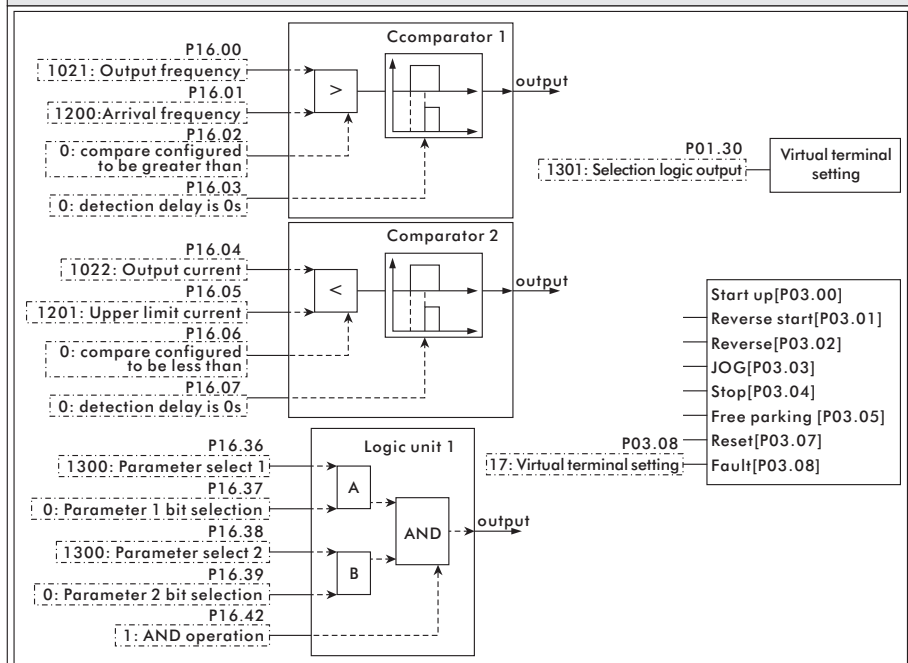 P16.00
Ccomparator 1
1021: Output frequency
P16.01
>
output
1200:Arrival frequency
P16.02
0: compare configured
to be greater than
P16.03
0: detection delay is 0s
P01.30
1301: Selection logic output
Virtual terminal
setting
P16.04
Comparator 2
1022: Output current
P16.05
<
output
1201: Upper limit current
P16.06
0: compare configured
to be less than
P16.07
0: detection delay is 0s
Start up[P03.00]
Reverse start[P03.01]
Reverse[P03.02]
JOG[P03.03]
Stop[P03.04]
Free parking [P03.05]
Reset[P03.07]
Fault[P03.08]
P03.08
17: Virtual terminal setting
P16.36
Logic unit 1
1300: Parameter select 1
P16.37
A
0: Parameter 1 bit selection
P16.38
AND
output
1300: Parameter select 2
P16.39
B
0: Parameter 2 bit selection
P16.42
1: AND operation